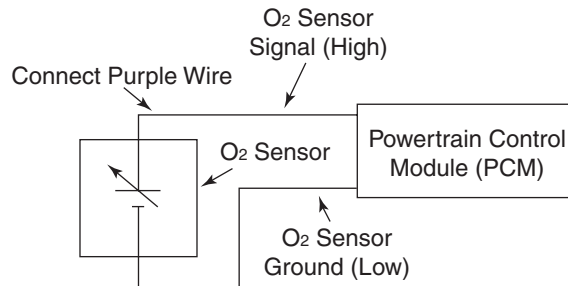 O2 Sensor
Signal (High)
Connect Purple Wire
Powertrain Control
Module (PCM)
O2 Sensor
O2 Sensor
Ground (Low)